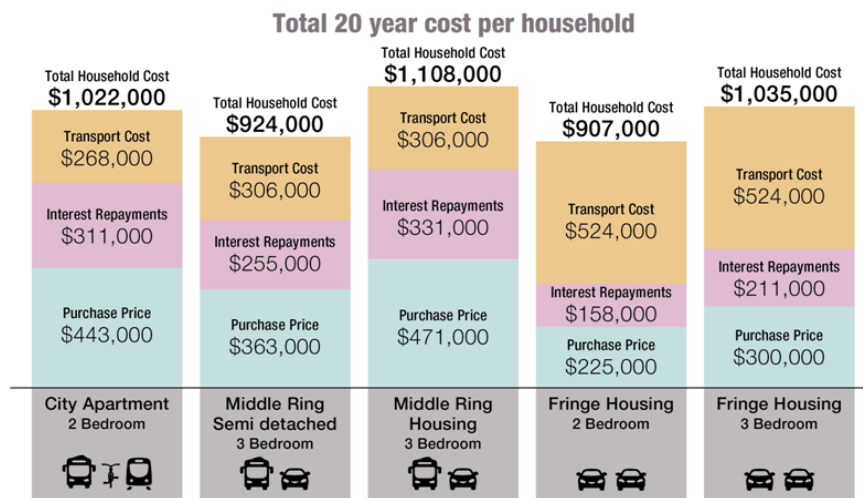 Total 20 year cost per household
Total Household Cost
$1,022,000
Transport Cost
$268,000
Interest Repayments
$311,000
Purchase Price
$443,000
City Apartment
2 Bedroom
Total Household Cost
$924,000
Transport Cost
$306,000
Interest Repayments
$255,000
Purchase Price
$363,000
Middle Ring
Semi detached
3 Bedroom
Total Household Cost
$1,108,000
Transport Cost
$306,000
Interest Repayments
$331,000
Purchase Price
$471,000
Middle Ring
Housing
3 Bedroom
Total Household Cost
$907,000
Transport Cost
$524,000
Interest Repayments
$158,000
Purchase Price
$225,000
Fringe Housing
2 Bedroom
Total Household Cost
$1,035,000
Transport Cost
$524,000
Interest Repayments
$211,000
Purchase Price
$300,000
Fringe Housing
3 Bedroom